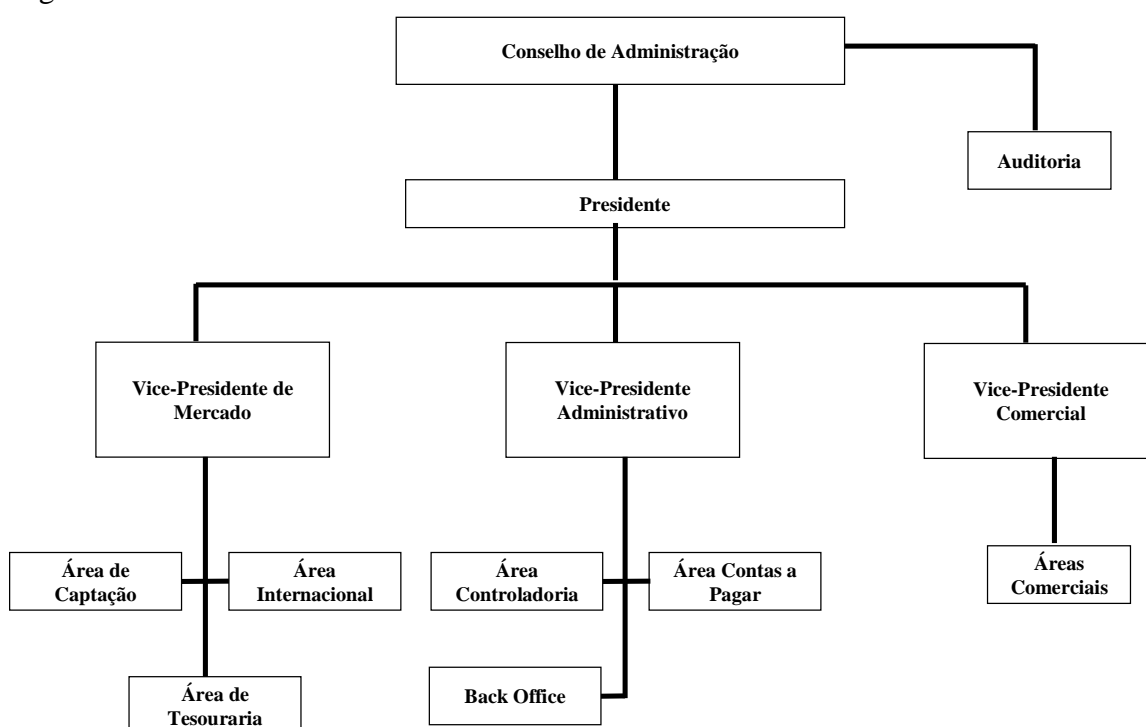 Conselho de Administração
Auditoria
Presidente
Vice-Presidente de
Mercado
Vice-Presidente
Administrativo
Vice-Presidente
Comercial
Área de
Captação
Área
Internacional
Área
Controladoria
Área Contas a
Pagar
Áreas
Comerciais
Área de
Tesouraria
Back Office